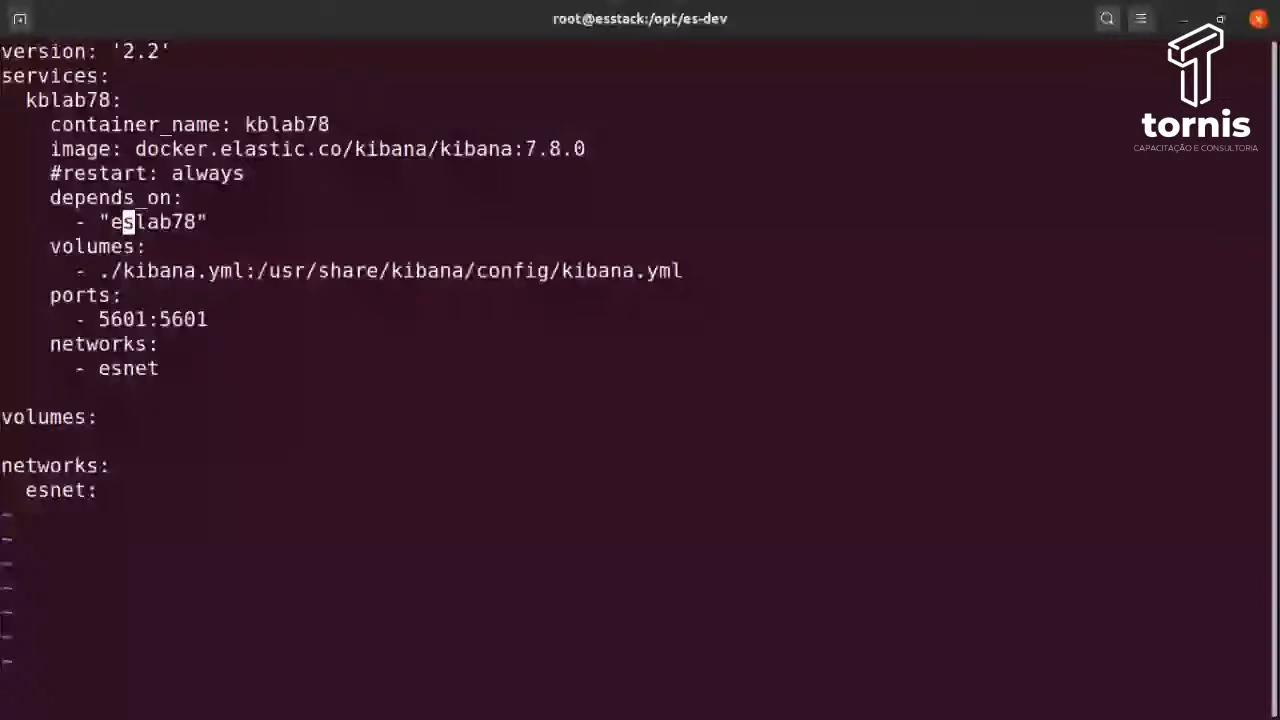 root@esstack:/opt/es-dev
version: '2.2'
services:
  kblab78:
    container_name: kblab78
    image: docker.elastic.co/kibana/kibana:7.8.0
    #restart: always
    depends_on:
      - "eslab78"
    volumes:
      - ./kibana.yml:/usr/share/kibana/config/kibana.yml
    ports:
      - 5601:5601
    networks:
      - esnet

volumes:

networks:
  esnet:
~
~
~
~
~
~
~
tornis
CAPACITAÇÃO E CONSULTORIA